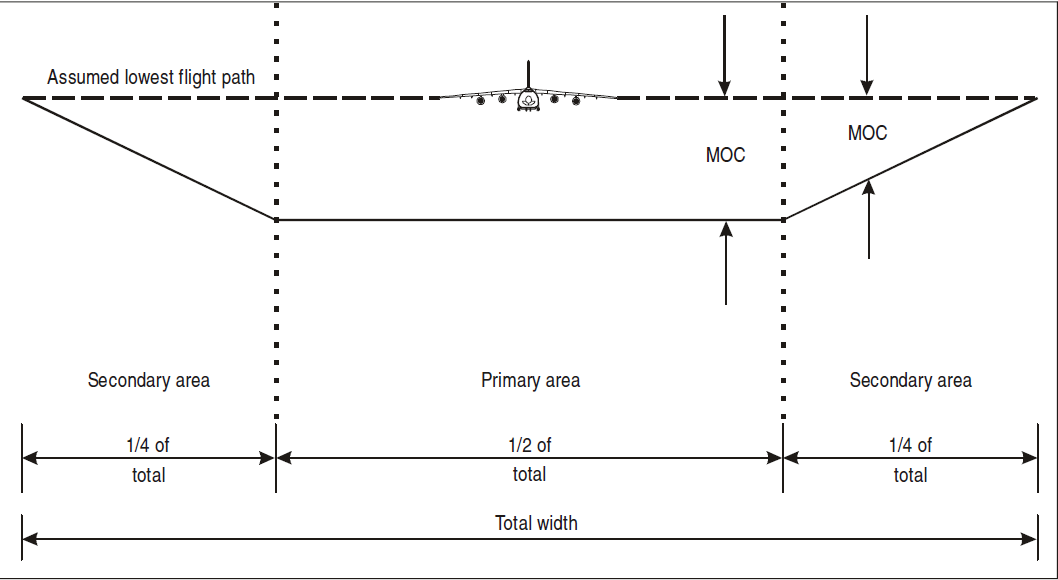 Assumed lowest flight path
MOC
MOC
Secondary area
Primary area
Secondary area
1/4 of
total
1/2 of
total
1/4 of
total
Total width